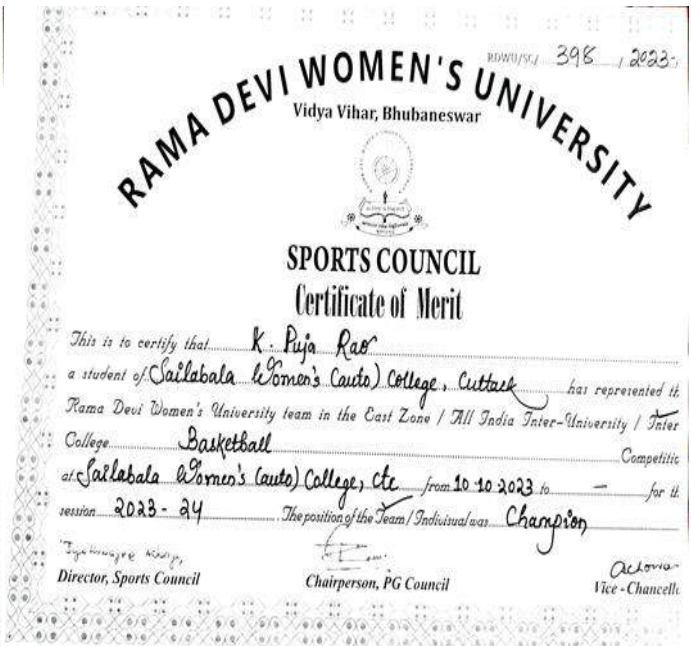 RDWU/SC/ 398 , 2023-
RAMA DEVI WOMEN'S UNIVERSITY
Vidya Vihar, Bhubaneswar
SPORTS COUNCIL
Certificate of Merit
This is to certify that K. Puja Rao
a student of Sailabala Women's (auto) College, Cuttack has represented th
Rama Devi Women's University team in the East Zone / All India Inter-University / Inter
College Basketball Competitio
at Sailabala Women's (auto) College, Ctc from 10.10.2023 to – for th
session 2023-24 The position of the Team/Indivisual was Champion
Director, Sports Council
Chairperson, PG Council
Vice - Chancello